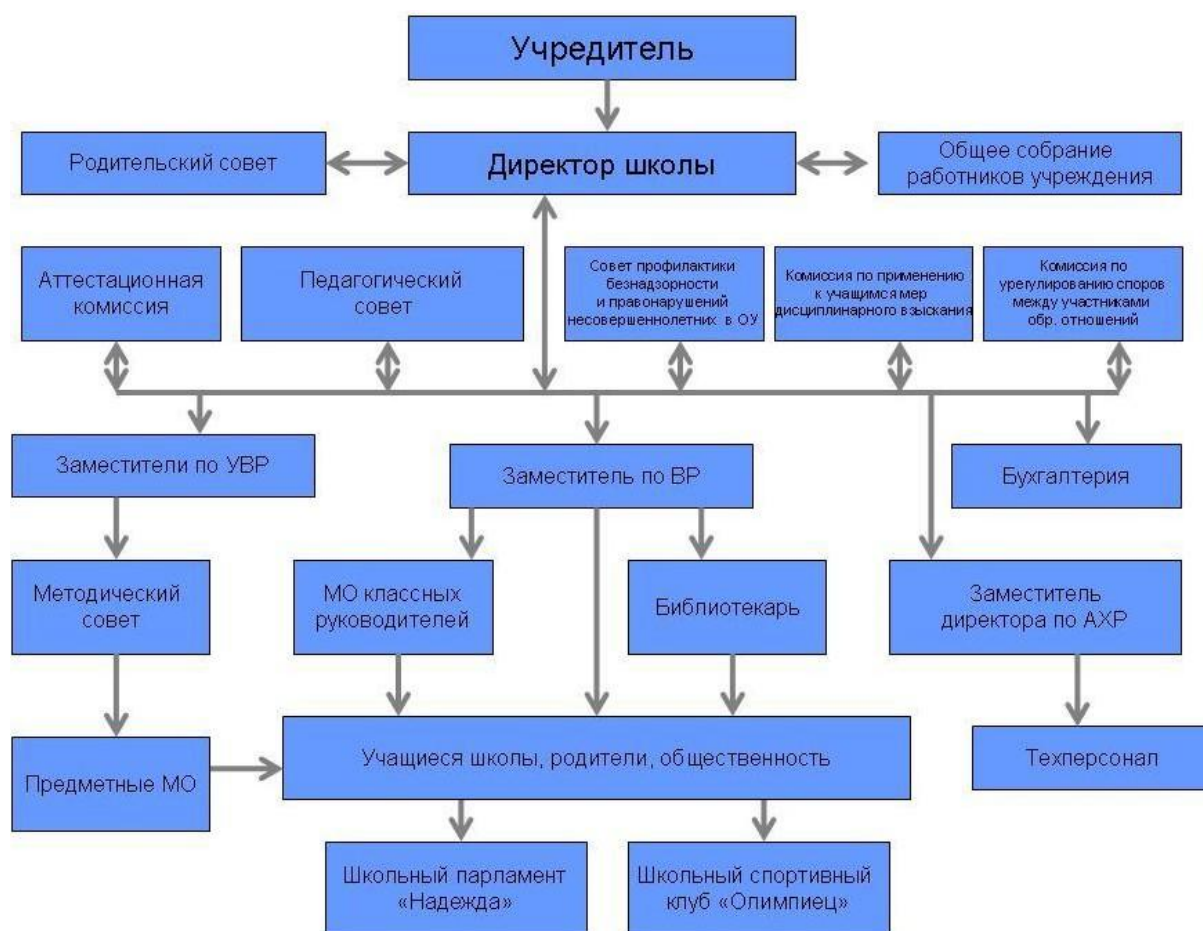 Учредитель
Родительский совет
Директор школы
Общее собрание
работников учреждения
Аттестационная
комиссия
Педагогический
совет
Совет профилактики
безнадзорности
и правонарушений
несовершеннолетних в ОУ
Комиссия по применению
к учащимся мер
дисциплинарного взыскания
Комиссия по
урегулированию споров
между участниками
обр. отношений
Заместители по УВР
Заместитель по ВР
Бухгалтерия
Методический
совет
МО классных
руководителей
Библиотекарь
Заместитель
директора по АХР
Предметные МО
Учащиеся школы, родители, общественность
Техперсонал
Школьный парламент
«Надежда»
Школьный спортивный
клуб «Олимпиец»